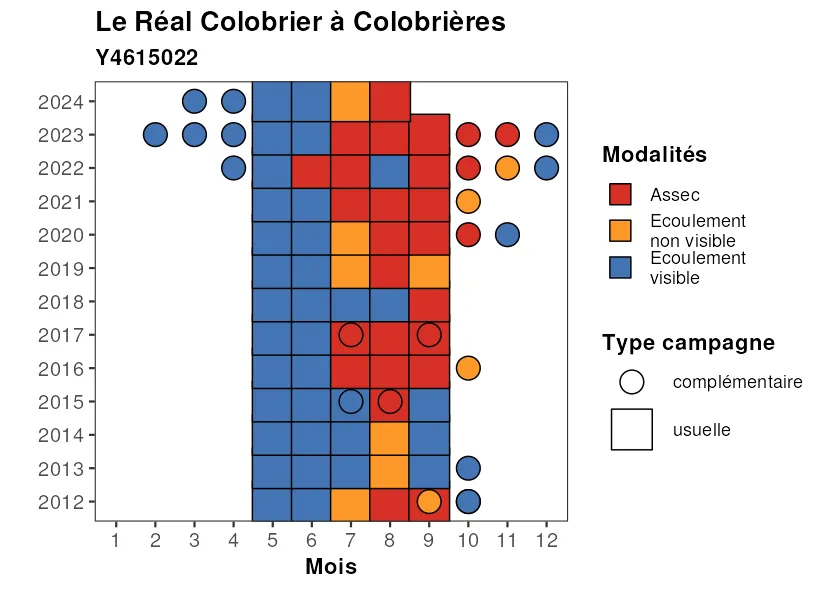 Le Réal Colobrier à Colobrières
Y4615022
2024
2023
2022
2021
2020
2019
2018
2017
2016
2015
2014
2013
2012
1 2 3 4 5 6 7 8 9 10 11 12
Mois
Modalités
Assec
Ecoulement
non visible
Ecoulement
visible
Type campagne
complémentaire
usuelle